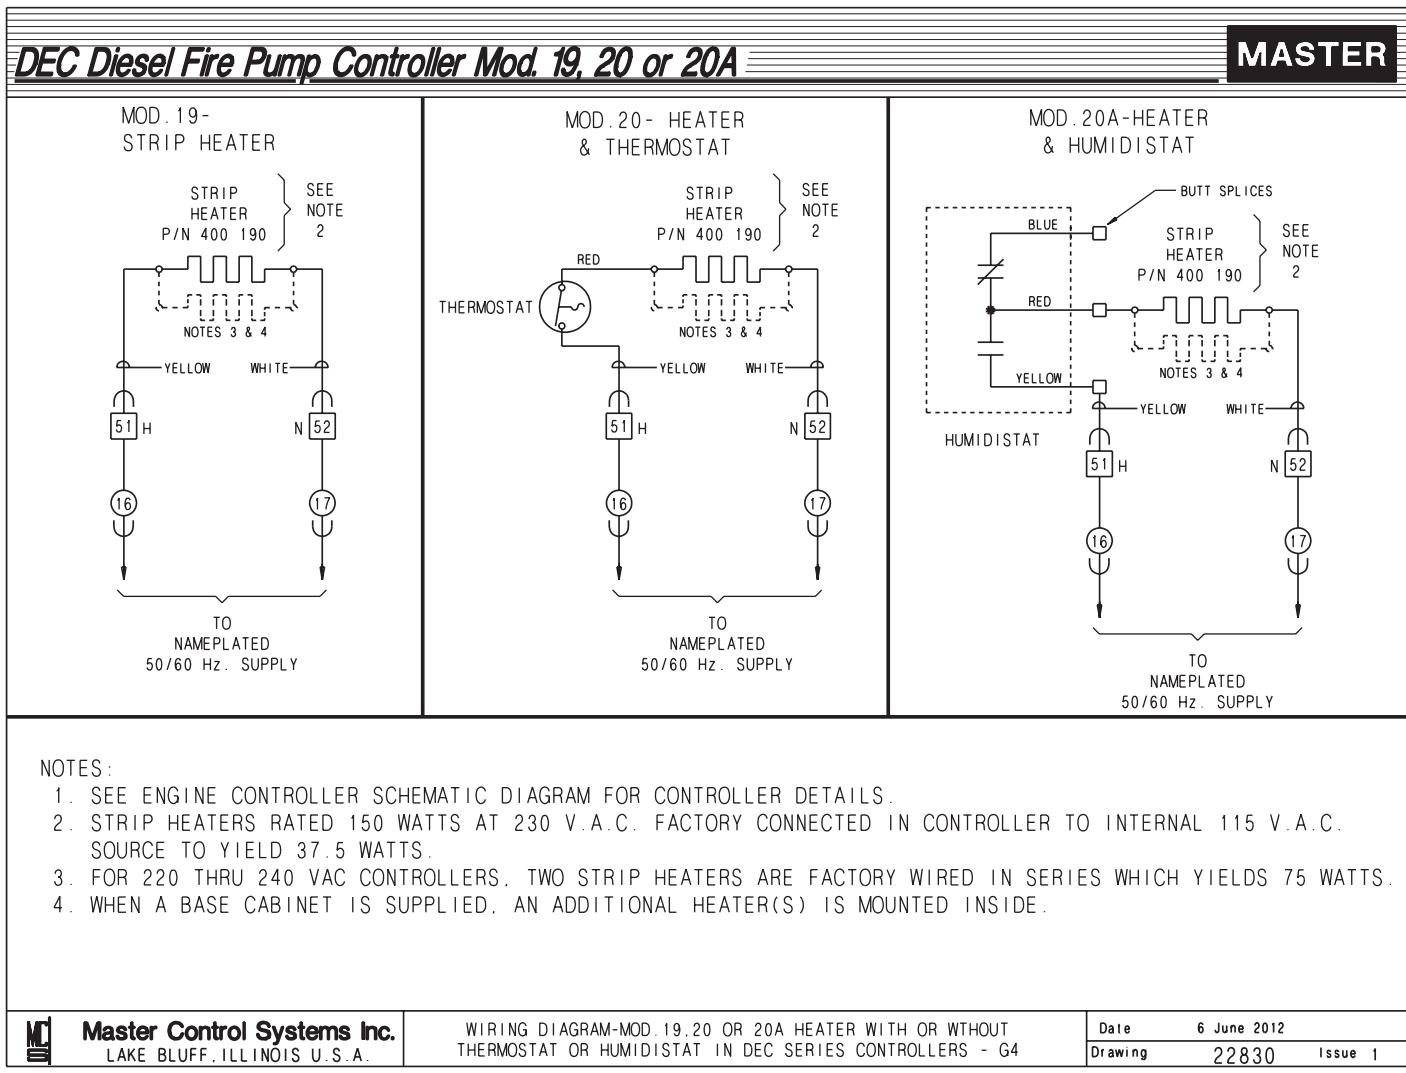 DEC Diesel Fire Pump Controller Mod. 19, 20 or 20A
MASTER
MOD.19-
STRIP HEATER
STRIP
HEATER
P/N 400 190
SEE
NOTE
2
NOTES 3 & 4
YELLOW
WHITE
51
H
N
52
16
17
TO
NAMEPLATED
50/60 Hz. SUPPLY
MOD.20- HEATER
& THERMOSTAT
STRIP
HEATER
P/N 400 190
SEE
NOTE
2
RED
THERMOSTAT
NOTES 3 & 4
YELLOW
WHITE
51
H
N
52
16
17
TO
NAMEPLATED
50/60 Hz. SUPPLY
MOD.20A-HEATER
& HUMIDISTAT
BUTT SPLICES
BLUE
STRIP
HEATER
P/N 400 190
SEE
NOTE
2
RED
NOTES 3 & 4
YELLOW
YELLOW
WHITE
HUMIDISTAT
51
H
N
52
16
17
TO
NAMEPLATED
50/60 Hz. SUPPLY
NOTES:
1. SEE ENGINE CONTROLLER SCHEMATIC DIAGRAM FOR CONTROLLER DETAILS.
2. STRIP HEATERS RATED 150 WATTS AT 230 V.A.C. FACTORY CONNECTED IN CONTROLLER TO INTERNAL 115 V.A.C.
SOURCE TO YIELD 37.5 WATTS.
3. FOR 220 THRU 240 VAC CONTROLLERS, TWO STRIP HEATERS ARE FACTORY WIRED IN SERIES WHICH YIELDS 75 WATTS.
4. WHEN A BASE CABINET IS SUPPLIED, AN ADDITIONAL HEATER(S) IS MOUNTED INSIDE.
MCS
Master Control Systems Inc.
LAKE BLUFF, ILLINOIS U.S.A.
WIRING DIAGRAM-MOD.19,20 OR 20A HEATER WITH OR WTHOUT
THERMOSTAT OR HUMIDISTAT IN DEC SERIES CONTROLLERS - G4
Date 6 June 2012
Drawing 22830 Issue 1